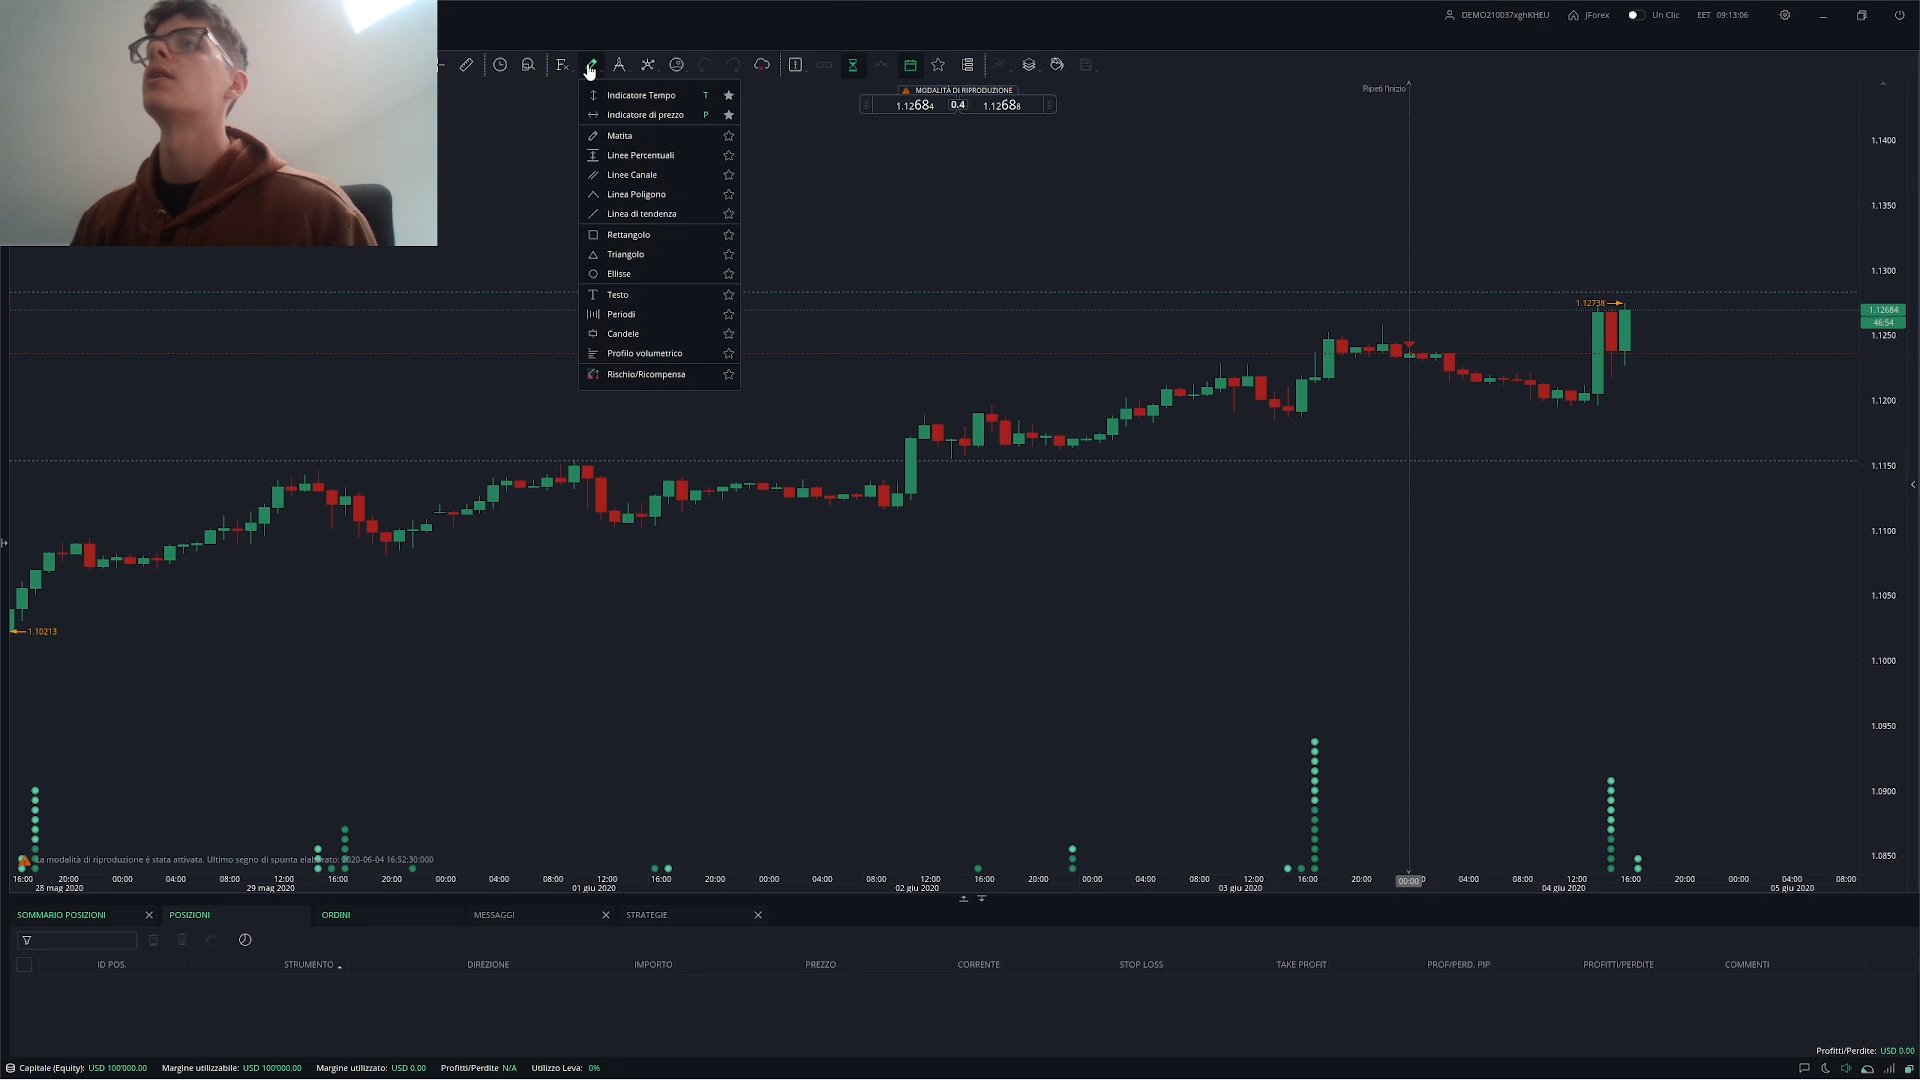 DEMO210037xghKHEU JForex Un Clic EET 09:13:06
MODALITÀ DI RIPRODUZIONE
1.12684 0.4 1.12688
Ripeti l'inizio
Indicatore Tempo T
Indicatore di prezzo P
Matita
Linee Percentuali
Linee Canale
Linea Poligono
Linea di tendenza
Rettangolo
Triangolo
Ellisse
Testo
Periodi
Candele
Profilo volumetrico
Rischio/Ricompensa
1.1400
1.1350
1.1300
1.12738
1.12684
46:54
1.1250
1.1200
1.1150
1.1100
1.1050
1.10213
1.1000
1.0950
1.0900
1.0850
La modalità di riproduzione è stata attivata. Ultimo segno di spunta elaborato: 2020-06-04 16:52:30:000
16:00 20:00 00:00 04:00 08:00 12:00 16:00 20:00 00:00 04:00 08:00 12:00 16:00 20:00 00:00 04:00 08:00 12:00 16:00 20:00 00:00 04:00 08:00 12:00 16:00 20:00 00:00 04:00 08:00 12:00 16:00 20:00 00:00 04:00 08:00
28 mag 2020 29 mag 2020 01 giu 2020 02 giu 2020 03 giu 2020 04 giu 2020 05 giu 2020
SOMMARIO POSIZIONI POSIZIONI ORDINI MESSAGGI STRATEGIE
ID POS. STRUMENTO DIREZIONE IMPORTO PREZZO CORRENTE STOP LOSS TAKE PROFIT PROF/PERD. PIP PROFITTI/PERDITE COMMENTI
Profitti/Perdite: USD 0.00
Capitale (Equity): USD 100'000.00 Margine utilizzabile: USD 100'000.00 Margine utilizzato: USD 0.00 Profitti/Perdite N/A Utilizzo Leva: 0%